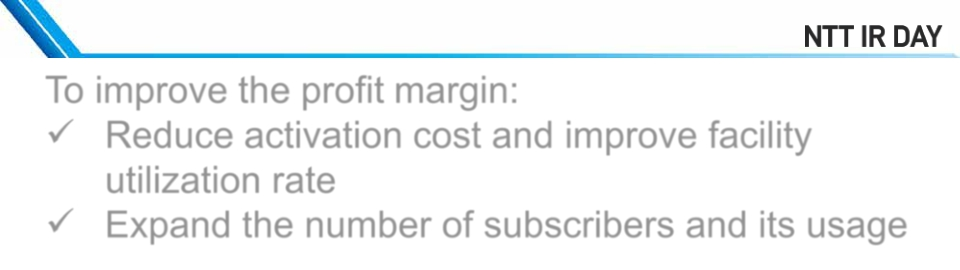 NTT IR DAY
To improve the profit margin:
✓ Reduce activation cost and improve facility
utilization rate
✓ Expand the number of subscribers and its usage